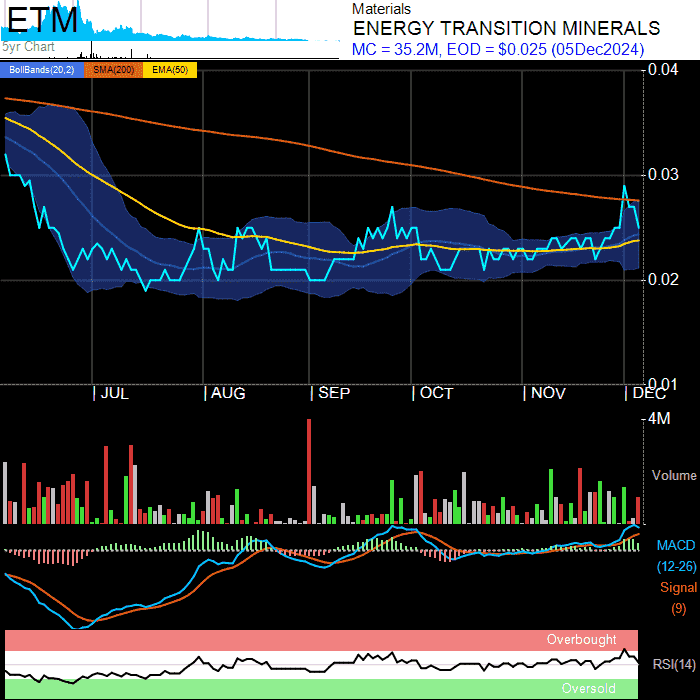 ETM
5yr Chart
Materials
ENERGY TRANSITION MINERALS
MC = 35.2M, EOD = $0.025 (05Dec2024)
BollBands(20,2) SMA(200) EMA(50)
0.04
0.03
0.02
0.01
| JUL | AUG | SEP | OCT | NOV | DEC
4M
Volume
MACD
(12-26)
Signal
(9)
Overbought
RSI(14)
Oversold